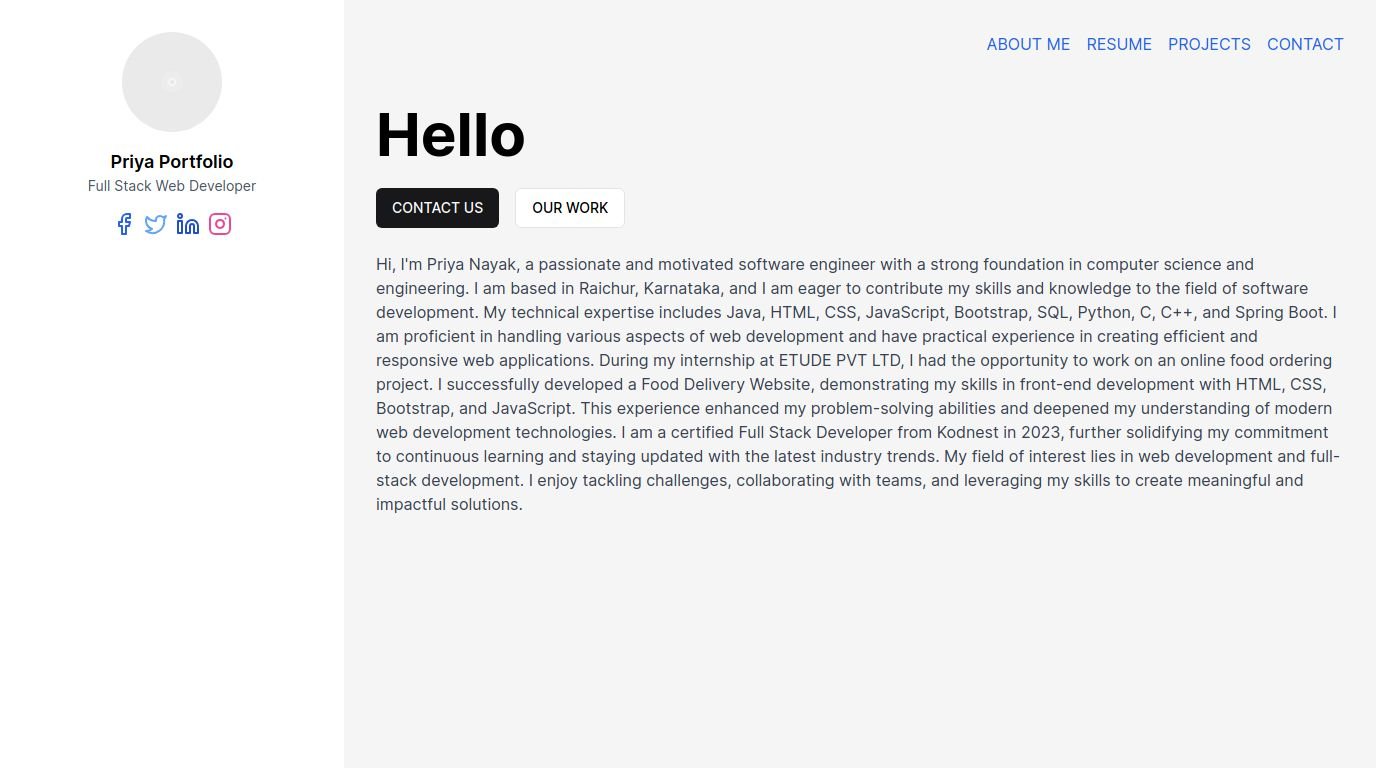 Priya Portfolio
Full Stack Web Developer
ABOUT ME RESUME PROJECTS CONTACT
Hello
CONTACT US OUR WORK
Hi, I'm Priya Nayak, a passionate and motivated software engineer with a strong foundation in computer science and
engineering. I am based in Raichur, Karnataka, and I am eager to contribute my skills and knowledge to the field of software
development. My technical expertise includes Java, HTML, CSS, JavaScript, Bootstrap, SQL, Python, C, C++, and Spring Boot. I
am proficient in handling various aspects of web development and have practical experience in creating efficient and
responsive web applications. During my internship at ETUDE PVT LTD, I had the opportunity to work on an online food ordering
project. I successfully developed a Food Delivery Website, demonstrating my skills in front-end development with HTML, CSS,
Bootstrap, and JavaScript. This experience enhanced my problem-solving abilities and deepened my understanding of modern
web development technologies. I am a certified Full Stack Developer from Kodnest in 2023, further solidifying my commitment
to continuous learning and staying updated with the latest industry trends. My field of interest lies in web development and full-
stack development. I enjoy tackling challenges, collaborating with teams, and leveraging my skills to create meaningful and
impactful solutions.